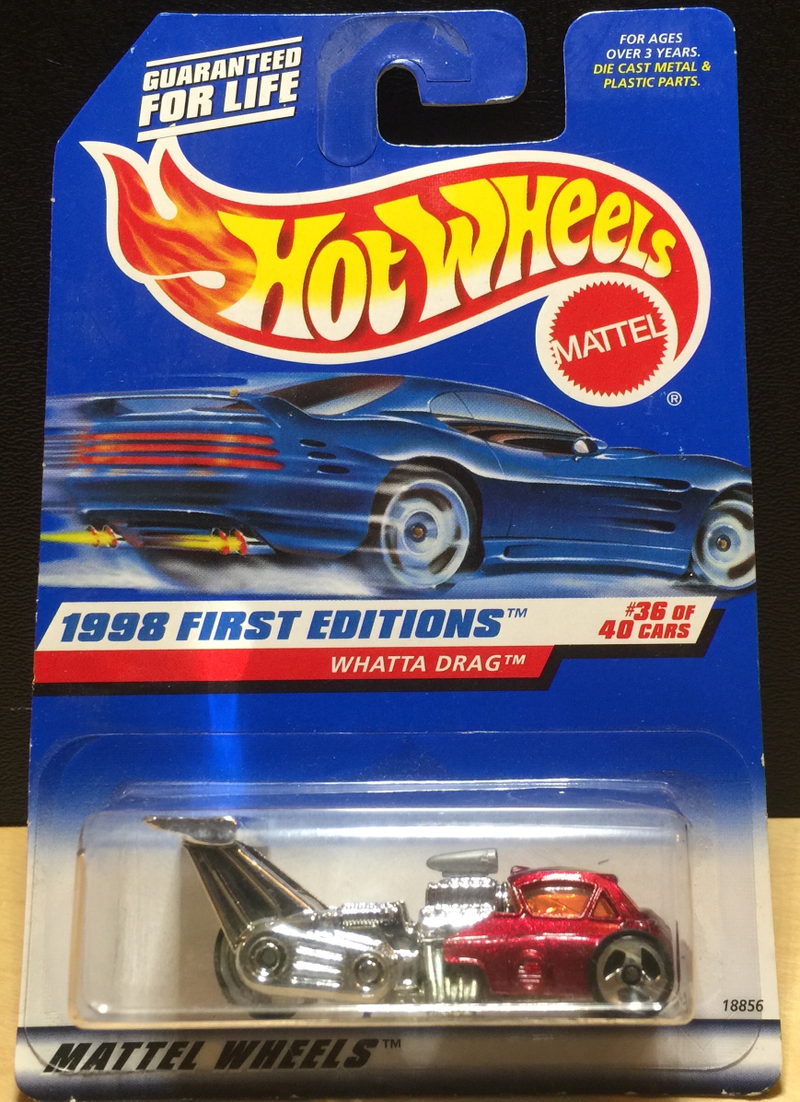 GUARANTEED
FOR LIFE
FOR AGES
OVER 3 YEARS.
DIE CAST METAL &
PLASTIC PARTS.
HOT WHEELS
MATTEL
®
1998 FIRST EDITIONS™
#36 OF
40 CARS
WHATTA DRAG™
18856
MATTEL WHEELS™